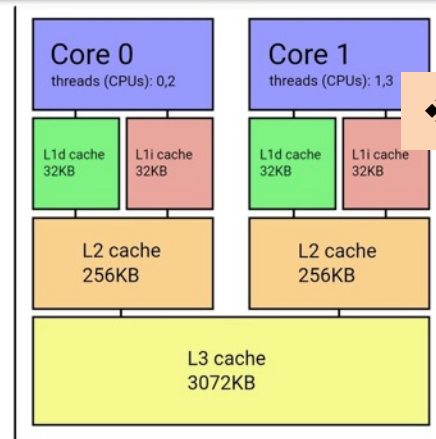 Core 0
threads (CPUs): 0,2
Core 1
threads (CPUs): 1,3
L1d cache
32KB
L1i cache
32KB
L1d cache
32KB
L1i cache
32KB
L2 cache
256KB
L2 cache
256KB
L3 cache
3072KB